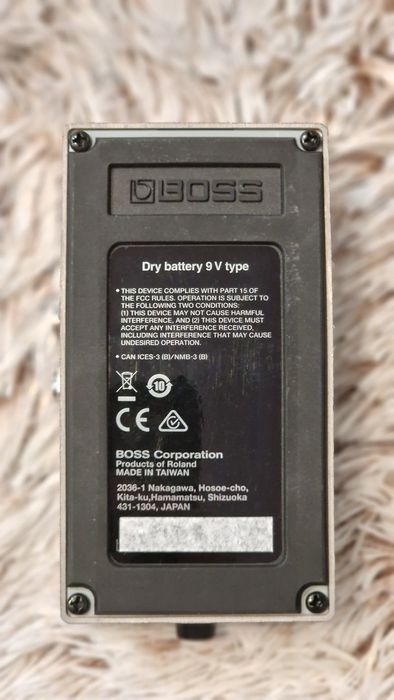 BOSS
Dry battery 9 V type
• THIS DEVICE COMPLIES WITH PART 15 OF
THE FCC RULES. OPERATION IS SUBJECT TO
THE FOLLOWING TWO CONDITIONS:
(1) THIS DEVICE MAY NOT CAUSE HARMFUL
INTERFERENCE, AND (2) THIS DEVICE MUST
ACCEPT ANY INTERFERENCE RECEIVED,
INCLUDING INTERFERENCE THAT MAY CAUSE
UNDESIRED OPERATION.
• CAN ICES-3 (B)/NMB-3 (B)
10
CE
BOSS Corporation
Products of Roland
MADE IN TAIWAN
2036-1 Nakagawa, Hosoe-cho,
Kita-ku,Hamamatsu, Shizuoka
431-1304, JAPAN